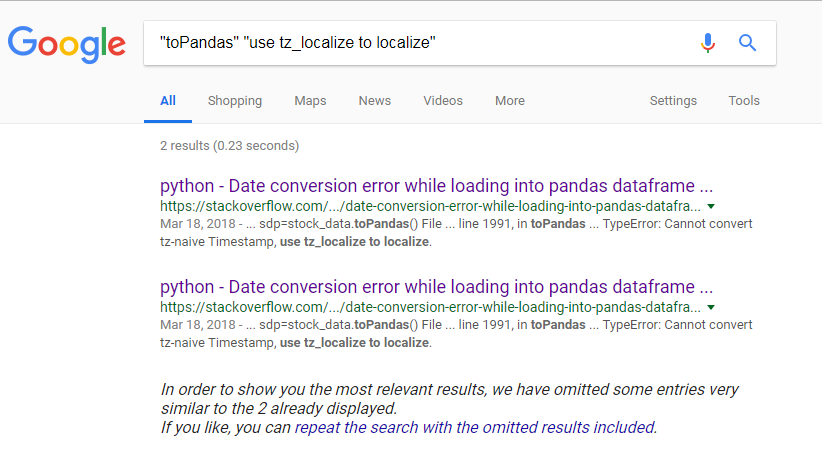 Google
"toPandas" "use tz_localize to localize"
All Shopping Maps News Videos More Settings Tools
2 results (0.23 seconds)
python - Date conversion error while loading into pandas dataframe ...
https://stackoverflow.com/.../date-conversion-error-while-loading-into-pandas-datafra...
Mar 18, 2018 - ... sdp=stock_data.toPandas() File ... line 1991, in toPandas ... TypeError: Cannot convert
tz-naive Timestamp, use tz_localize to localize.
python - Date conversion error while loading into pandas dataframe ...
https://stackoverflow.com/.../date-conversion-error-while-loading-into-pandas-datafra...
Mar 18, 2018 - ... sdp=stock_data.toPandas() File ... line 1991, in toPandas ... TypeError: Cannot convert
tz-naive Timestamp, use tz_localize to localize.
In order to show you the most relevant results, we have omitted some entries very
similar to the 2 already displayed.
If you like, you can repeat the search with the omitted results included.